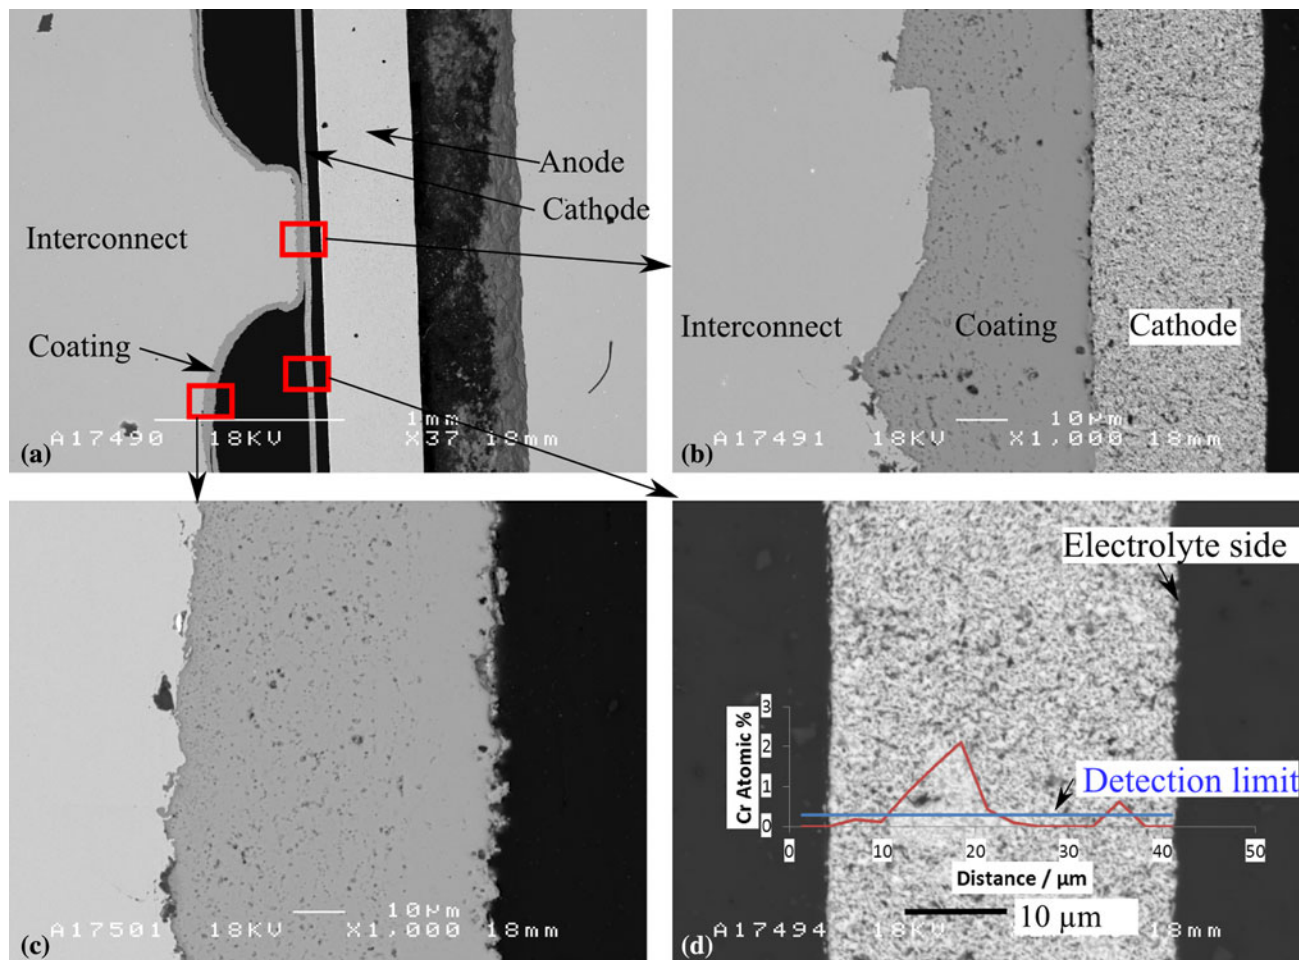 Anode
Cathode
Interconnect
Coating
1mm
A17490 18KV X37 18mm
(a)
Interconnect
Coating
Cathode
10μm
A17491 18KV X1,000 18mm
(b)
10μm
A17501 18KV X1,000 18mm
(c)
Electrolyte side
Cr Atomic %
3
2
1
0
Detection limit
0 10 20 30 40 50
Distance / μm
10 μm
A17494 18KV 18mm
(d)